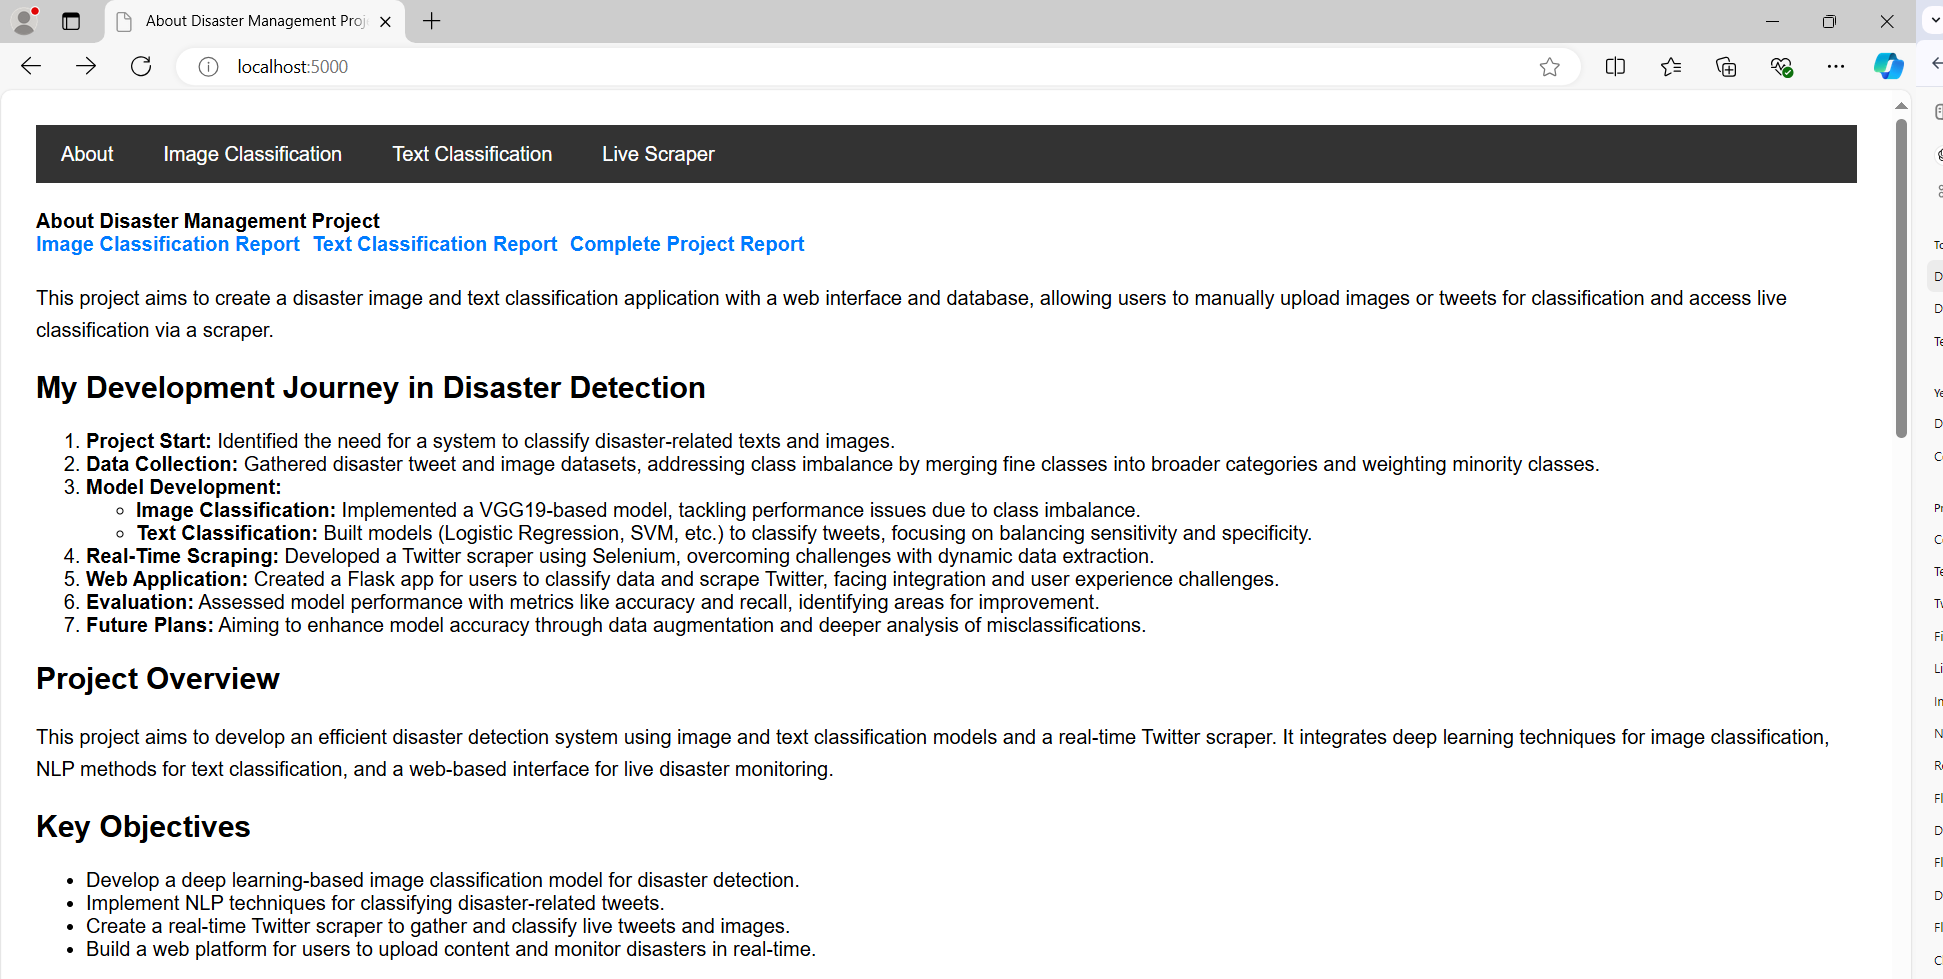 About Disaster Management Proj
localhost:5000
About Image Classification Text Classification Live Scraper
About Disaster Management Project
Image Classification Report Text Classification Report Complete Project Report
This project aims to create a disaster image and text classification application with a web interface and database, allowing users to manually upload images or tweets for classification and access live
classification via a scraper.
My Development Journey in Disaster Detection
1. Project Start: Identified the need for a system to classify disaster-related texts and images.
2. Data Collection: Gathered disaster tweet and image datasets, addressing class imbalance by merging fine classes into broader categories and weighting minority classes.
3. Model Development:
Image Classification: Implemented a VGG19-based model, tackling performance issues due to class imbalance.
Text Classification: Built models (Logistic Regression, SVM, etc.) to classify tweets, focusing on balancing sensitivity and specificity.
4. Real-Time Scraping: Developed a Twitter scraper using Selenium, overcoming challenges with dynamic data extraction.
5. Web Application: Created a Flask app for users to classify data and scrape Twitter, facing integration and user experience challenges.
6. Evaluation: Assessed model performance with metrics like accuracy and recall, identifying areas for improvement.
7. Future Plans: Aiming to enhance model accuracy through data augmentation and deeper analysis of misclassifications.
Project Overview
This project aims to develop an efficient disaster detection system using image and text classification models and a real-time Twitter scraper. It integrates deep learning techniques for image classification,
NLP methods for text classification, and a web-based interface for live disaster monitoring.
Key Objectives
• Develop a deep learning-based image classification model for disaster detection.
• Implement NLP techniques for classifying disaster-related tweets.
• Create a real-time Twitter scraper to gather and classify live tweets and images.
• Build a web platform for users to upload content and monitor disasters in real-time.